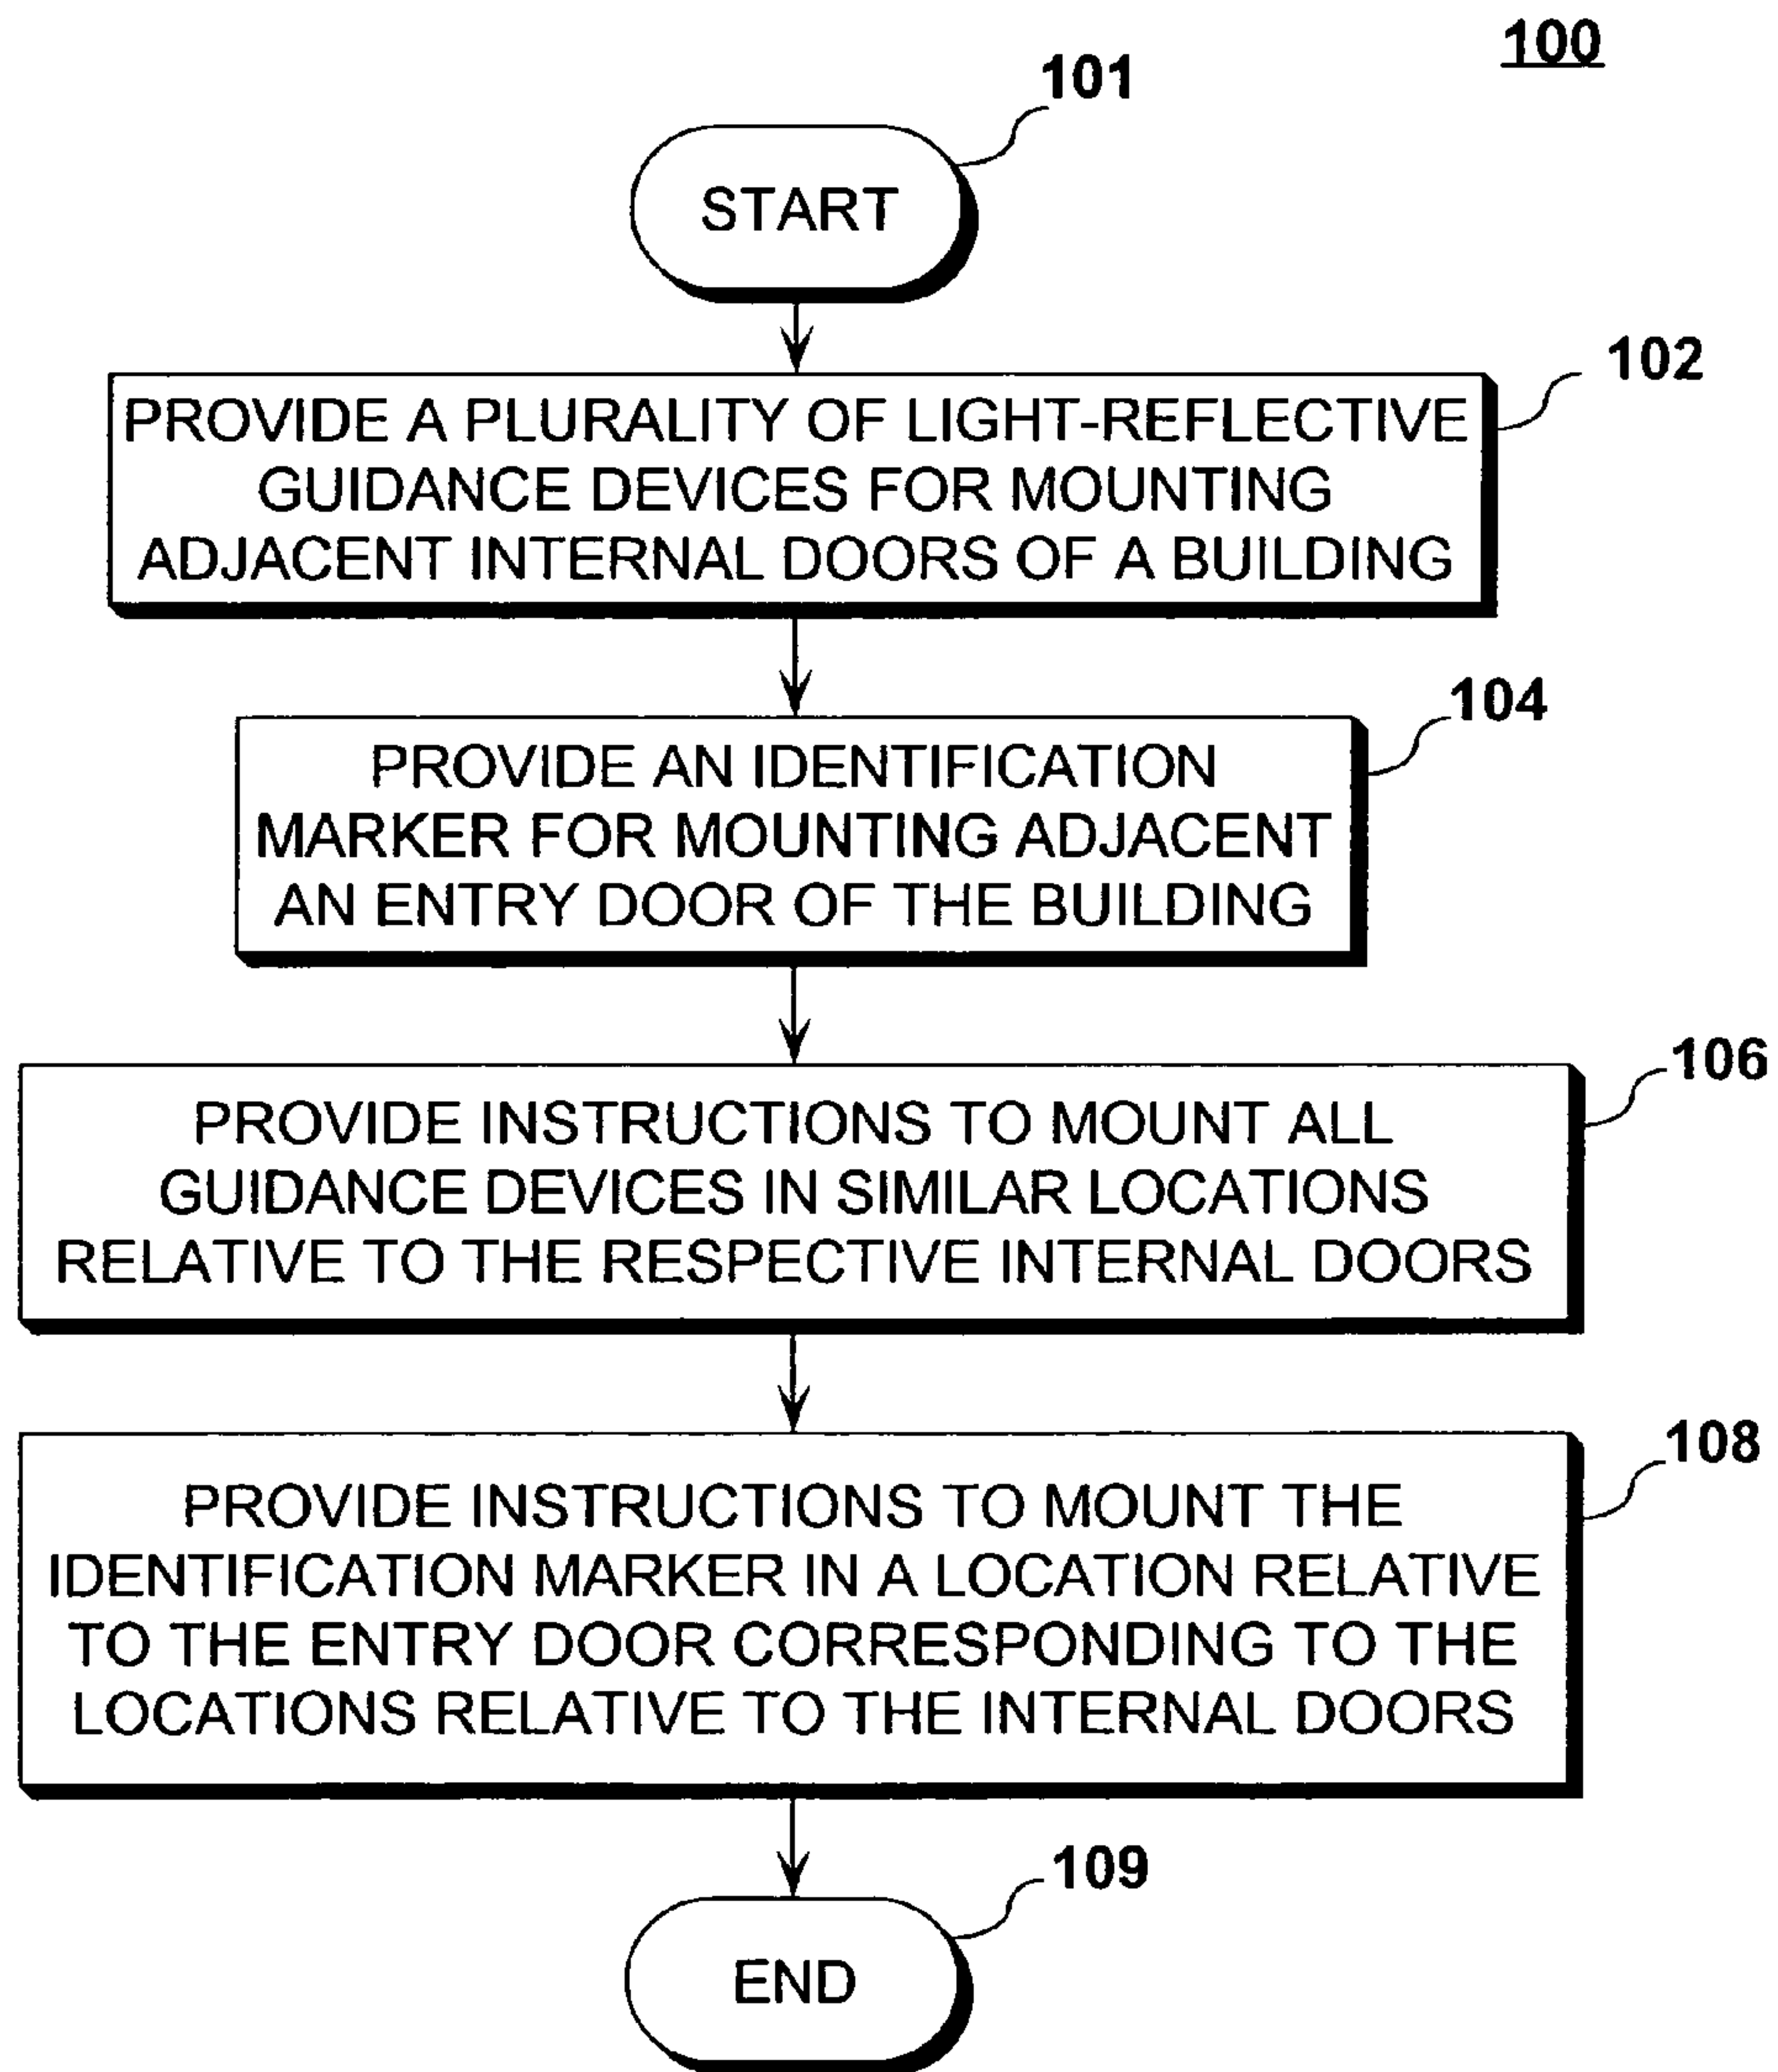 100
101
START
102
PROVIDE A PLURALITY OF LIGHT-REFLECTIVE
GUIDANCE DEVICES FOR MOUNTING
ADJACENT INTERNAL DOORS OF A BUILDING
104
PROVIDE AN IDENTIFICATION
MARKER FOR MOUNTING ADJACENT
AN ENTRY DOOR OF THE BUILDING
106
PROVIDE INSTRUCTIONS TO MOUNT ALL
GUIDANCE DEVICES IN SIMILAR LOCATIONS
RELATIVE TO THE RESPECTIVE INTERNAL DOORS
108
PROVIDE INSTRUCTIONS TO MOUNT THE
IDENTIFICATION MARKER IN A LOCATION RELATIVE
TO THE ENTRY DOOR CORRESPONDING TO THE
LOCATIONS RELATIVE TO THE INTERNAL DOORS
109
END